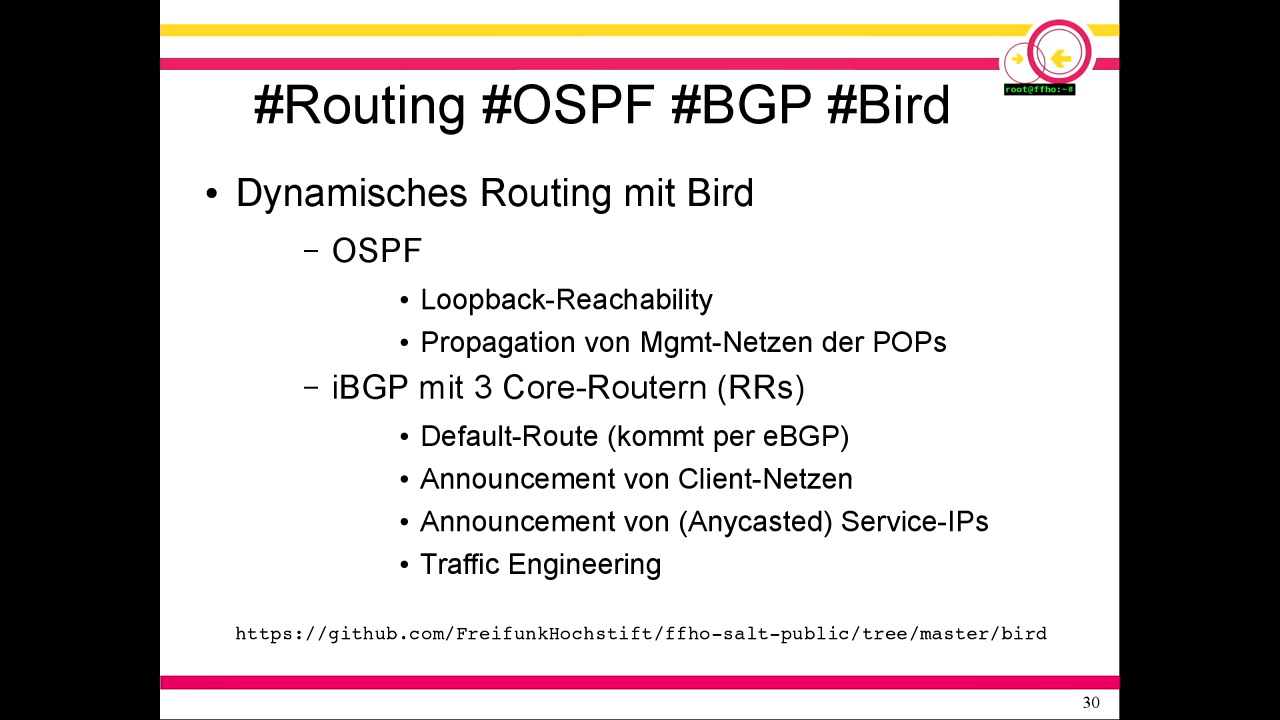 root@ffho:~#
#Routing #OSPF #BGP #Bird
• Dynamisches Routing mit Bird
– OSPF
• Loopback-Reachability
• Propagation von Mgmt-Netzen der POPs
– iBGP mit 3 Core-Routern (RRs)
• Default-Route (kommt per eBGP)
• Announcement von Client-Netzen
• Announcement von (Anycasted) Service-IPs
• Traffic Engineering
https://github.com/FreifunkHochstift/ffho-salt-public/tree/master/bird
30